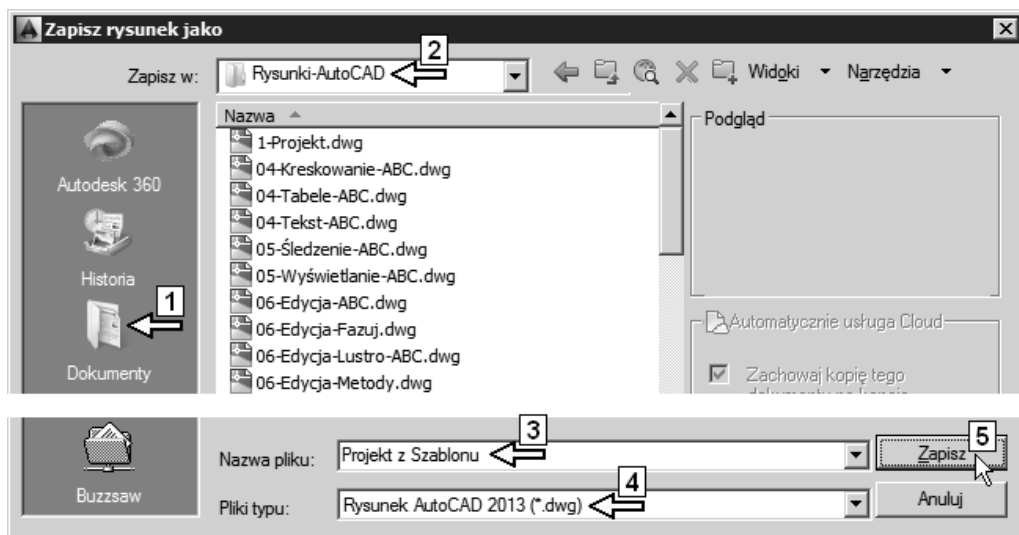 Zapisz rysunek jako
2
Zapisz w:
Rysunki-AutoCAD
Widoki
Narzędzia
Nazwa
Podgląd
1-Projekt.dwg
04-Kreskowanie-ABC.dwg
Autodesk 360
04-Tabele-ABC.dwg
04-Tekst-ABC.dwg
05-Śledzenie-ABC.dwg
Historia
05-Wyświetlanie-ABC.dwg
1
06-Edycja-ABC.dwg
06-Edycja-Fazuj.dwg
Automatycznie usługa Cloud
06-Edycja-Lustro-ABC.dwg
Dokumenty
06-Edycja-Metody.dwg
Zachowaj kopię tego
3
5
Nazwa pliku:
Projekt z Szablonu
Zapisz
4
Buzzsaw
Pliki typu:
Rysunek AutoCAD 2013 (*.dwg)
Anuluj